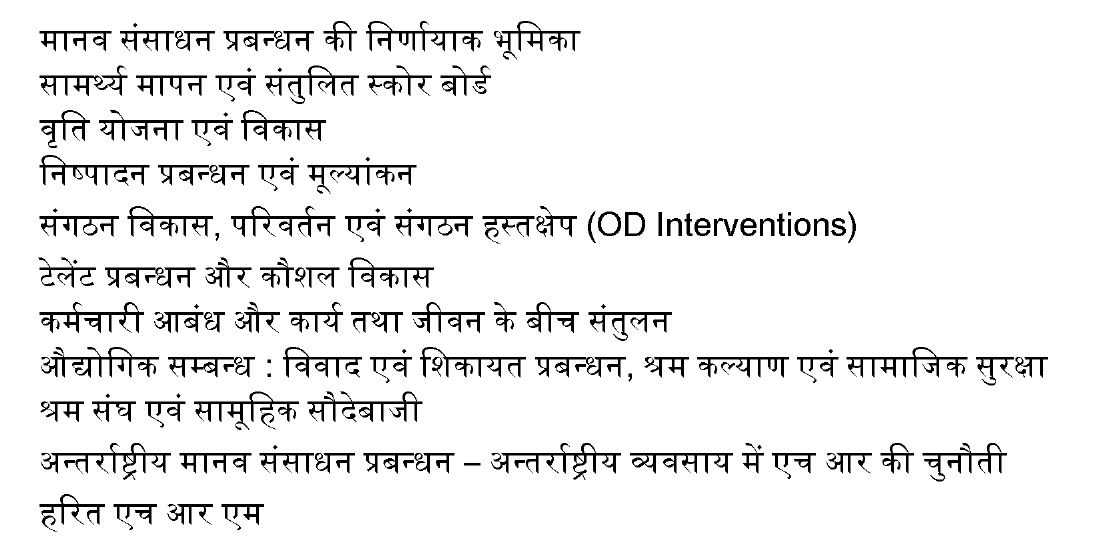 मानव संसाधन प्रबन्धन की निर्णायाक भूमिका
सामर्थ्य मापन एवं संतुलित स्कोर बोर्ड
वृति योजना एवं विकास
निष्पादन प्रबन्धन एवं मूल्यांकन
संगठन विकास, परिवर्तन एवं संगठन हस्तक्षेप (OD Interventions)
टेलेंट प्रबन्धन और कौशल विकास
कर्मचारी आबंध और कार्य तथा जीवन के बीच संतुलन
औद्योगिक सम्बन्ध : विवाद एवं शिकायत प्रबन्धन, श्रम कल्याण एवं सामाजिक सुरक्षा
श्रम संघ एवं सामूहिक सौदेबाजी
अन्तर्राष्ट्रीय मानव संसाधन प्रबन्धन – अन्तर्राष्ट्रीय व्यवसाय में एच आर की चुनौती
हरित एच आर एम